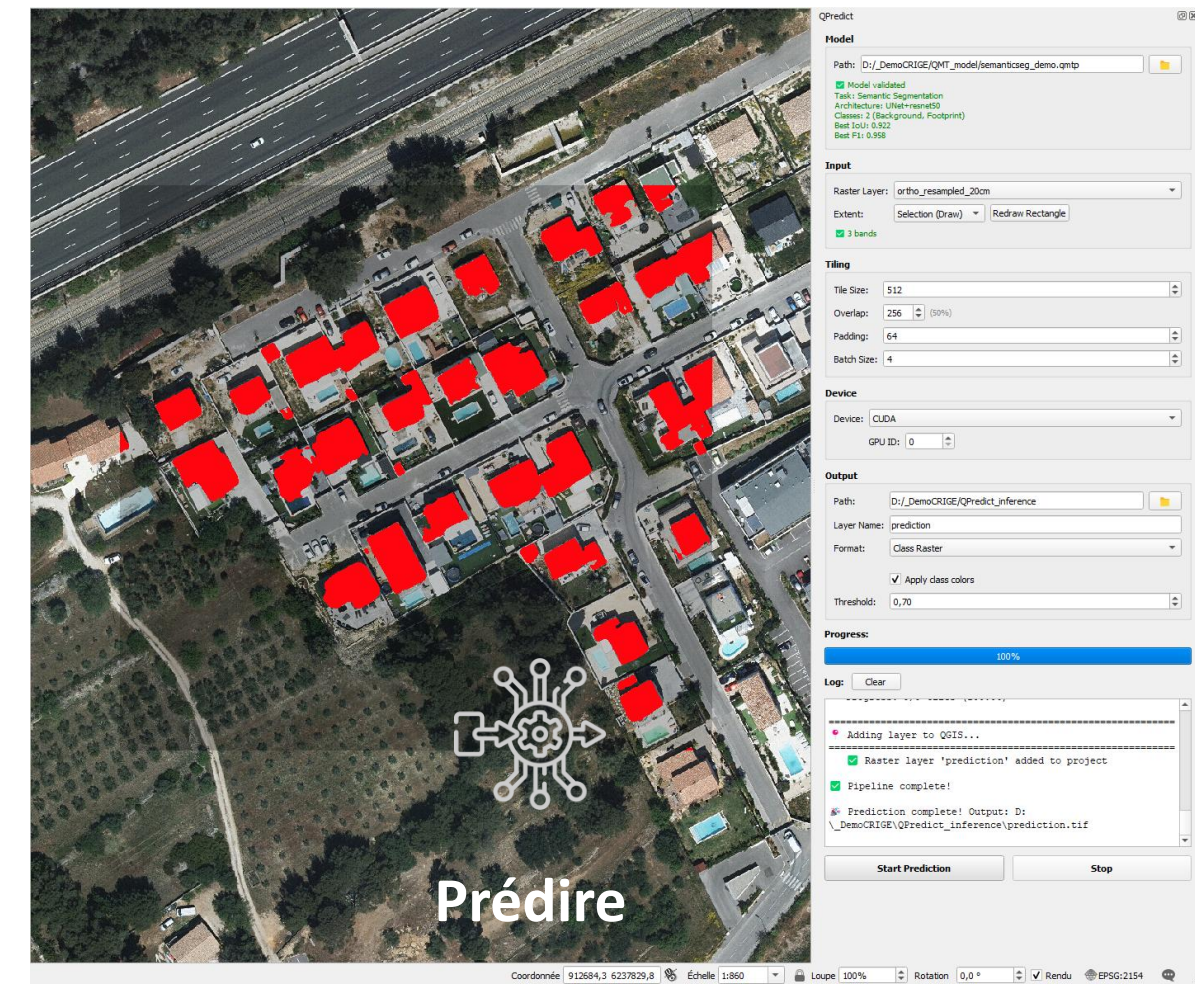 QPredict
Model
Path: D:/_DemoCRIGE/QMT_model/semanticseg_demo.qmtp
Model validated
Task: Semantic Segmentation
Architecture: UNet+resnet50
Classes: 2 (Background, Footprint)
Best IoU: 0.922
Best F1: 0.958
Input
Raster Layer: ortho_resampled_20cm
Extent: Selection (Draw) Redraw Rectangle
3 bands
Tiling
Tile Size: 512
Overlap: 256 (50%)
Padding: 64
Batch Size: 4
Device
Device: CUDA
GPU ID: 0
Output
Path: D:/_DemoCRIGE/QPredict_inference
Layer Name: prediction
Format: Class Raster
Apply class colors
Threshold: 0,70
Progress:
100%
Log: Clear
==================================================
Adding layer to QGIS...
==================================================
Raster layer 'prediction' added to project
Pipeline complete!
Prediction complete! Output: D:
\_DemoCRIGE\QPredict_inference\prediction.tif
Start Prediction Stop
Prédire
Coordonnée 912684,3 6237829,8 Échelle 1:860 Loupe 100% Rotation 0,0 ° Rendu EPSG:2154